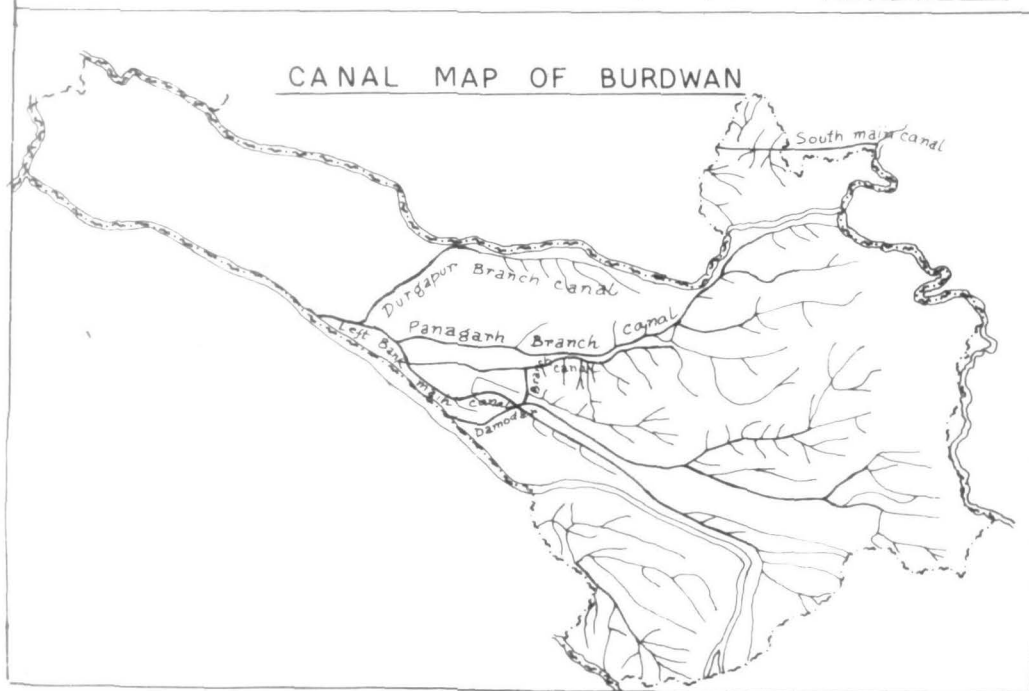 CANAL MAP OF BURDWAN
South main canal
Durgapur Branch canal
Panagarh Branch canal
Left Bank main canal
Branch canal
Damodar